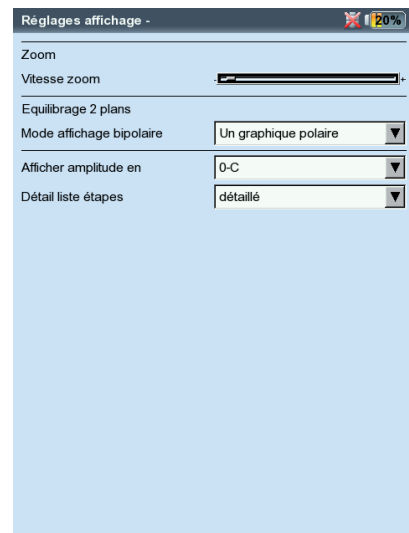 Réglages affichage - 20%
Zoom
Vitesse zoom - +
Equilibrage 2 plans
Mode affichage bipolaire Un graphique polaire
Afficher amplitude en 0-C
Détail liste étapes détaillé